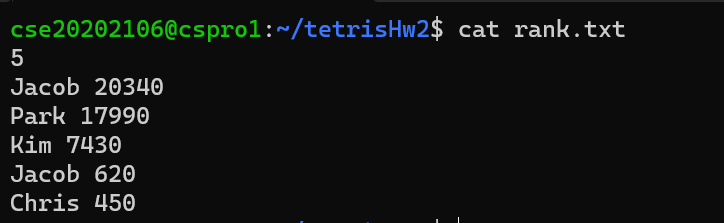 cse20202106@cspro1:~/tetrisHw2$ cat rank.txt
5
Jacob 20340
Park 17990
Kim 7430
Jacob 620
Chris 450